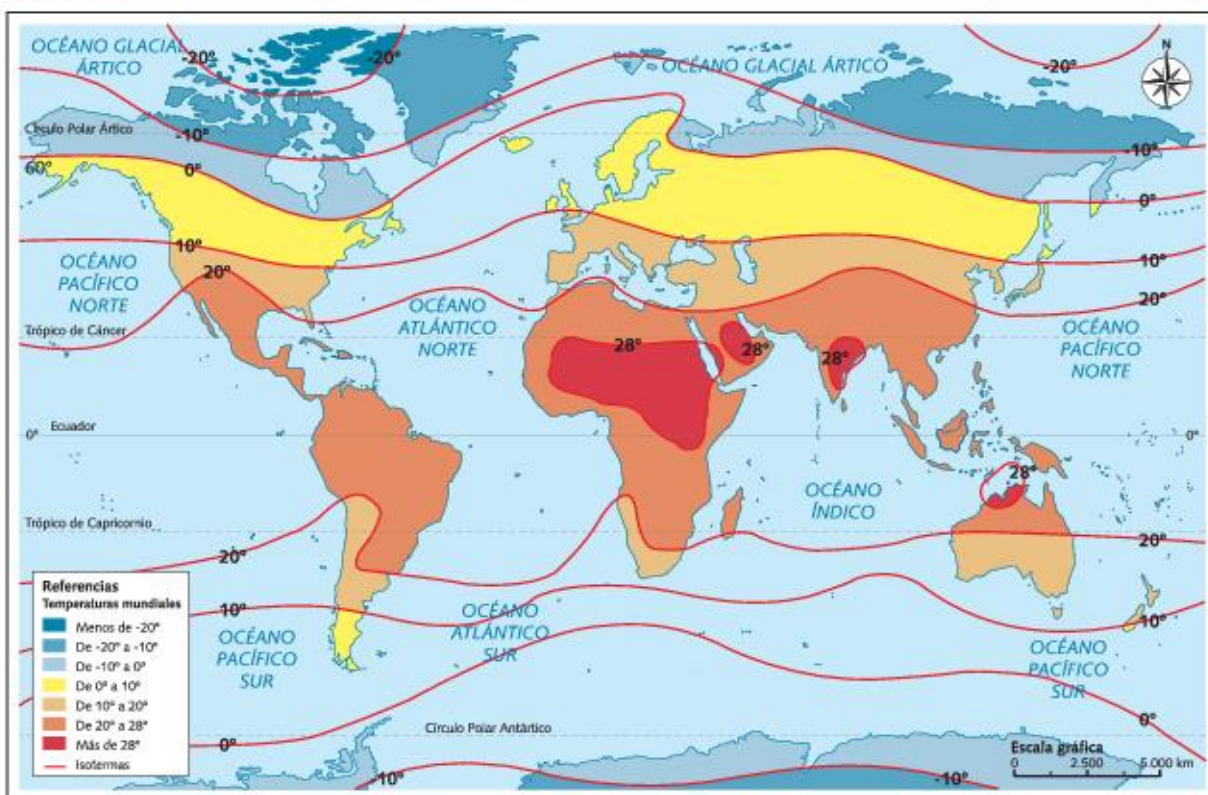 OCÉANO GLACIAL
ÁRTICO
-20°
-20°
OCÉANO GLACIAL ÁRTICO
-20°
N
Círculo Polar Ártico
-10°
-10°
60°
0°
0°
10°
10°
OCÉANO
PACÍFICO
NORTE
20°
20°
OCÉANO
ATLÁNTICO
NORTE
Trópico de Cáncer
OCÉANO
PACÍFICO
NORTE
28°
28°
28°
0°
Ecuador
0°
28°
OCÉANO
ÍNDICO
Trópico de Capricornio
20°
20°
Referencias
Temperaturas mundiales
Menos de -20°
De -20° a -10°
De -10° a 0°
De 0° a 10°
De 10° a 20°
De 20° a 28°
Más de 28°
Isotermas
10°
10°
OCÉANO
PACÍFICO
SUR
OCÉANO
ATLÁNTICO
SUR
OCÉANO
PACÍFICO
SUR
Círculo Polar Antártico
0°
0°
-10°
-10°
Escala gráfica
0 2.500 5.000 km